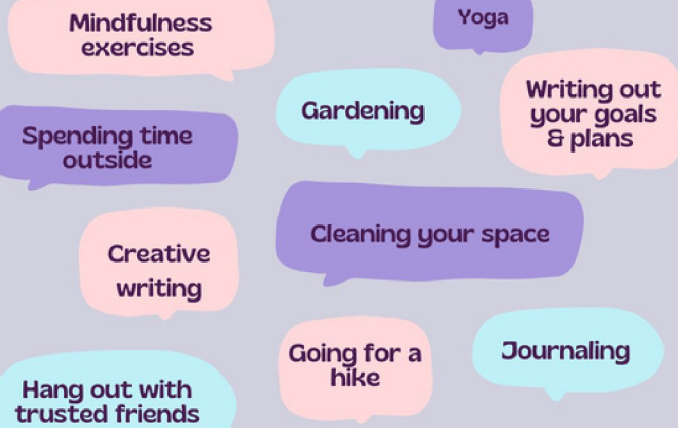 Mindfulness
exercises
Yoga
Writing out
your goals
& plans
Gardening
Spending time
outside
Cleaning your space
Creative
writing
Going for a
hike
Journaling
Hang out with
trusted friends